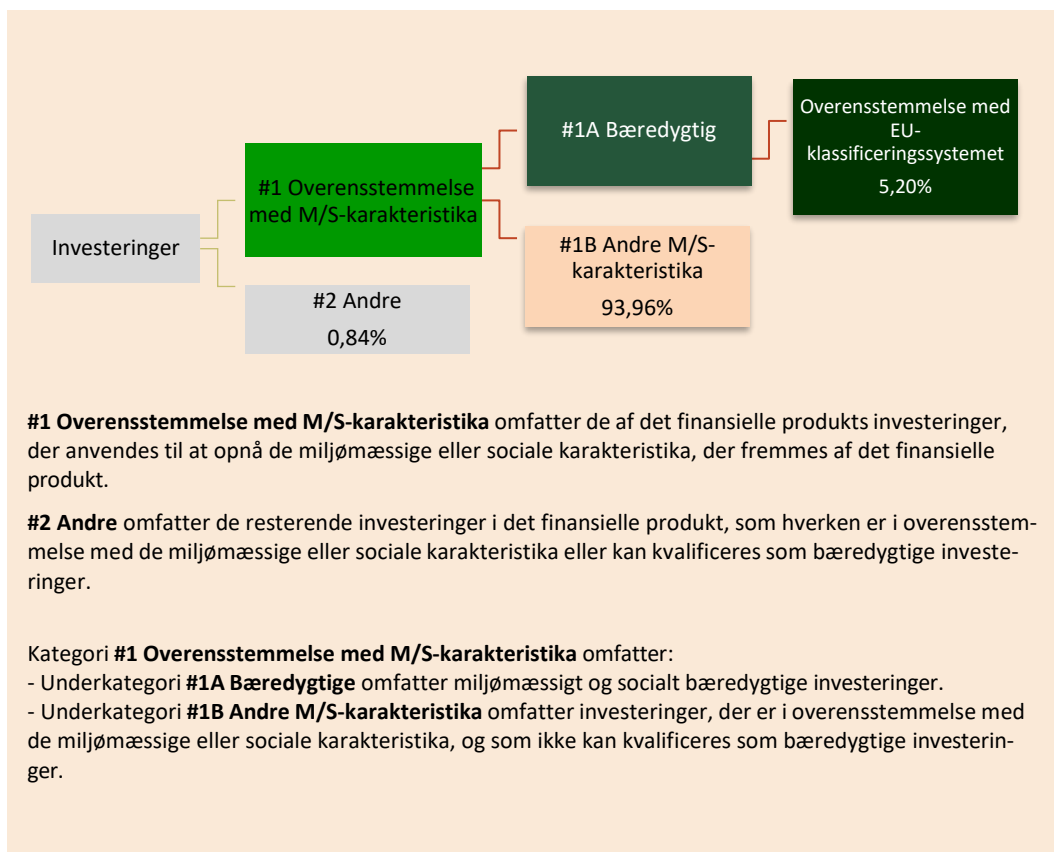 Investeringer
#1 Overensstemmelse
med M/S-karakteristika
#2 Andre
0,84%
#1A Bæredygtig
#1B Andre M/S-
karakteristika
93,96%
Overensstemmelse med
EU-
klassificeringssystemet
5,20%
#1 Overensstemmelse med M/S-karakteristika omfatter de af det finansielle produkts investeringer,
der anvendes til at opnå de miljømæssige eller sociale karakteristika, der fremmes af det finansielle
produkt.
#2 Andre omfatter de resterende investeringer i det finansielle produkt, som hverken er i overensstem-
melse med de miljømæssige eller sociale karakteristika eller kan kvalificeres som bæredygtige investe-
ringer.
Kategori #1 Overensstemmelse med M/S-karakteristika omfatter:
- Underkategori #1A Bæredygtige omfatter miljømæssigt og socialt bæredygtige investeringer.
- Underkategori #1B Andre M/S-karakteristika omfatter investeringer, der er i overensstemmelse med
de miljømæssige eller sociale karakteristika, og som ikke kan kvalificeres som bæredygtige investerin-
ger.